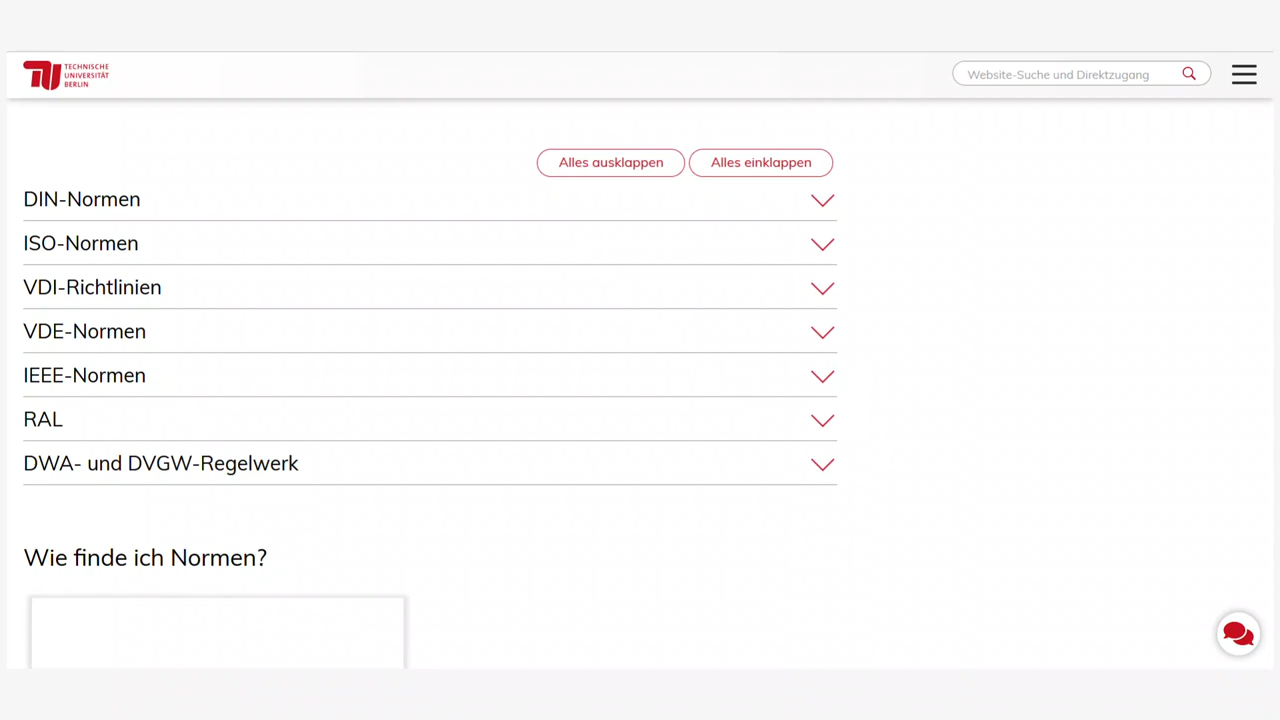 TECHNISCHE
UNIVERSITÄT
BERLIN
Website-Suche und Direktzugang
Alles ausklappen
Alles einklappen
DIN-Normen
ISO-Normen
VDI-Richtlinien
VDE-Normen
IEEE-Normen
RAL
DWA- und DVGW-Regelwerk
Wie finde ich Normen?